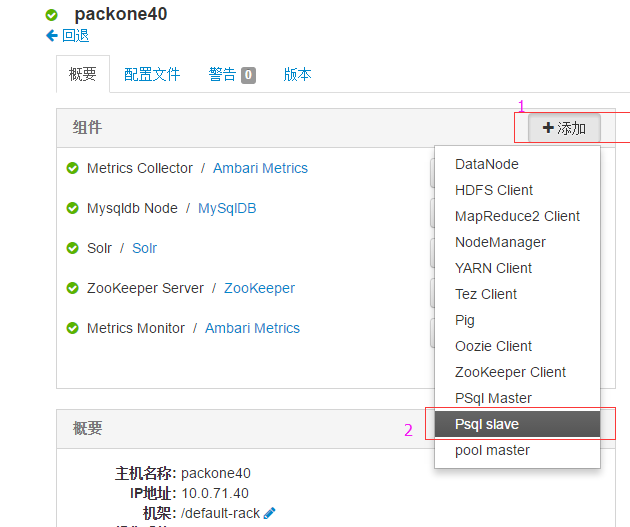 packone40
回退
概要 配置文件 警告 0 版本
1
组件 添加
Metrics Collector / Ambari Metrics
Mysqldb Node / MySqlDB
Solr / Solr
ZooKeeper Server / ZooKeeper
Metrics Monitor / Ambari Metrics
DataNode
HDFS Client
MapReduce2 Client
NodeManager
YARN Client
Tez Client
Pig
Oozie Client
ZooKeeper Client
PSql Master
Psql slave
pool master
概要 2
主机名称: packone40
IP地址: 10.0.71.40
机架: /default-rack